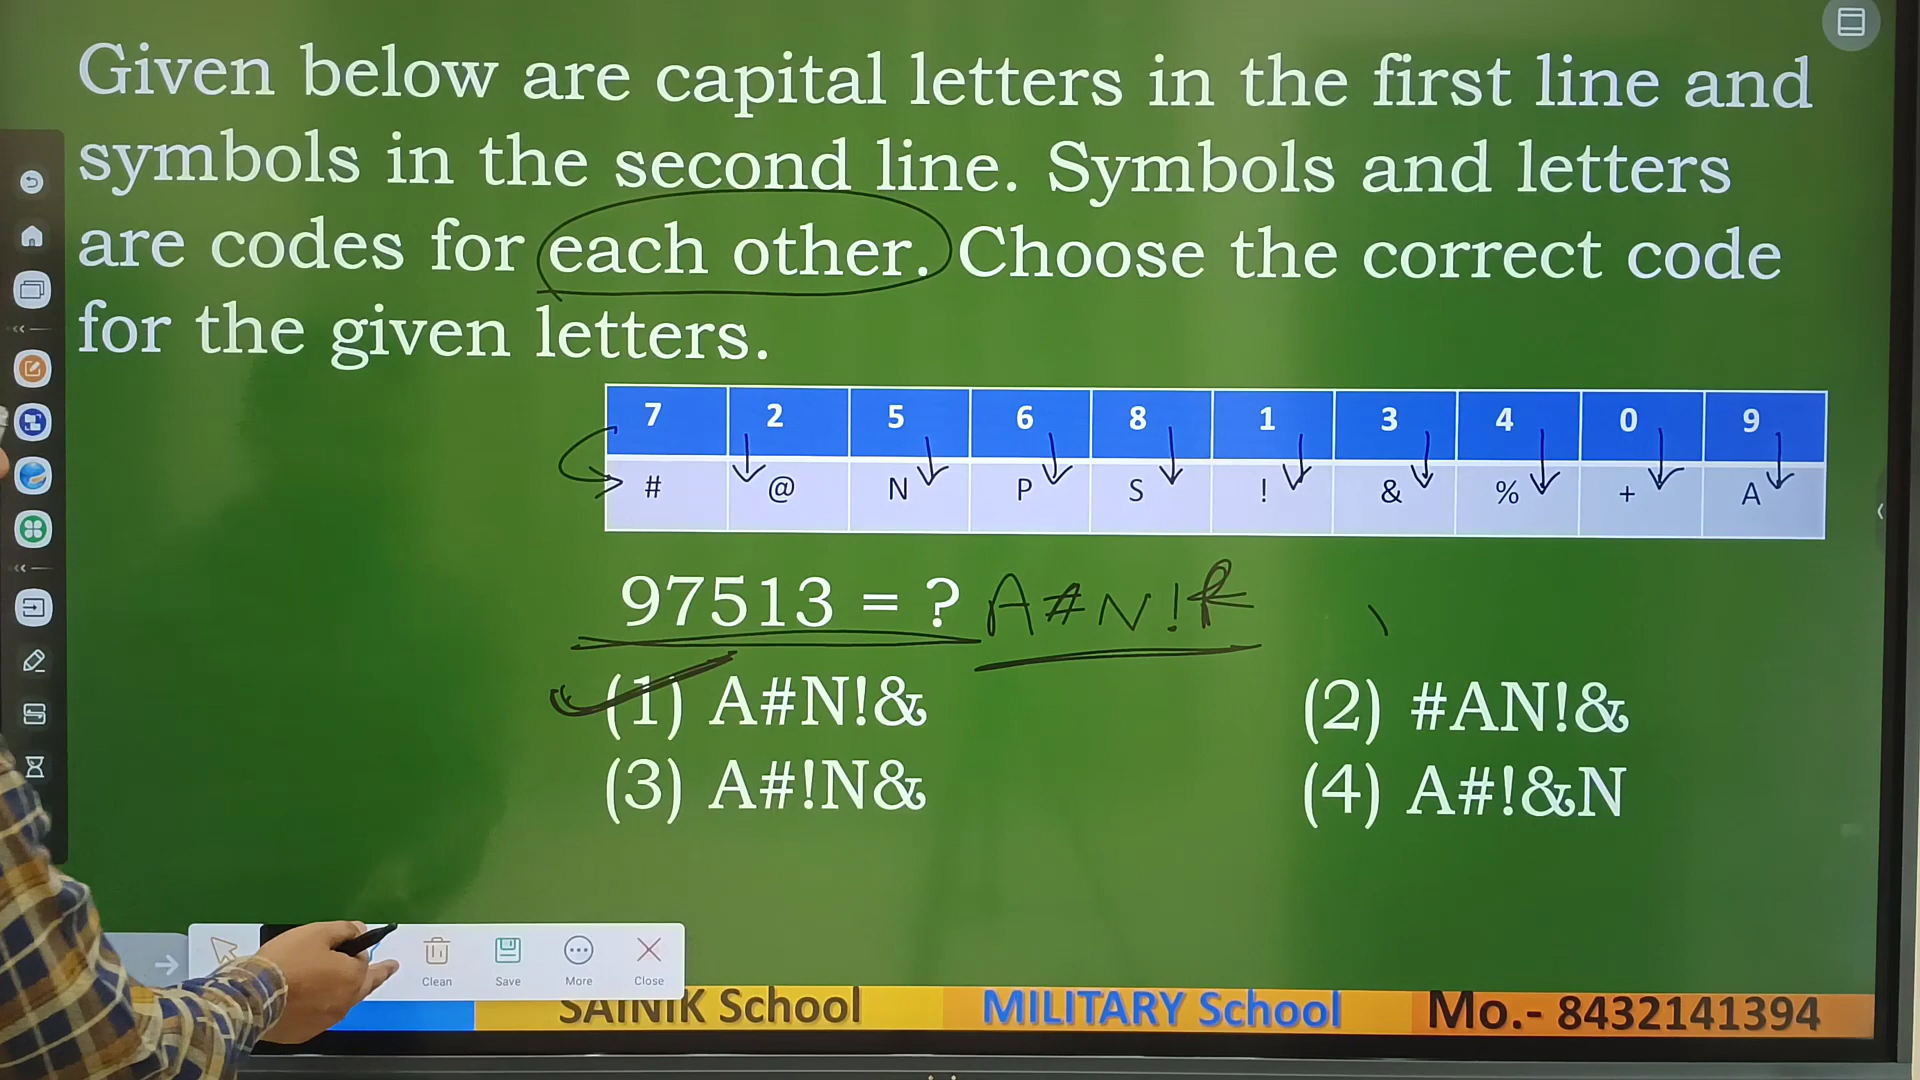 Given below are capital letters in the first line and
symbols in the second line. Symbols and letters
are codes for each other. Choose the correct code
for the given letters.
7 2 5 6 8 1 3 4 0 9
# @ N P S ! & % + A
97513 = ? A#N!&
(1) A#N!& (2) #AN!&
(3) A#!N& (4) A#!&N
Clean Save More Close
SAINIK School MILITARY School Mo.- 8432141394